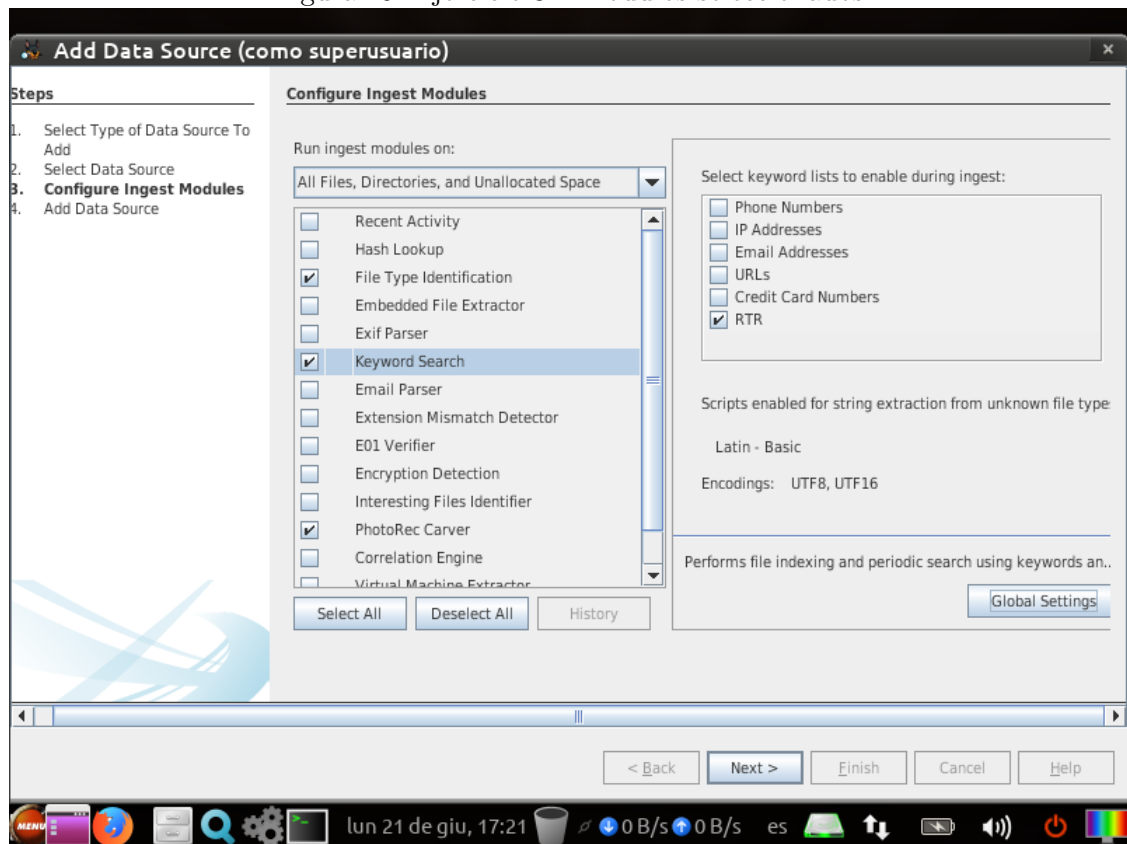 Add Data Source (como superusuario)
Steps
1. Select Type of Data Source To
Add
2. Select Data Source
3. Configure Ingest Modules
4. Add Data Source
Configure Ingest Modules
Run ingest modules on:
All Files, Directories, and Unallocated Space
Recent Activity
Hash Lookup
File Type Identification
Embedded File Extractor
Exif Parser
Keyword Search
Email Parser
Extension Mismatch Detector
E01 Verifier
Encryption Detection
Interesting Files Identifier
PhotoRec Carver
Correlation Engine
Virtual Machine Extractor
Select All
Deselect All
History
Select keyword lists to enable during ingest:
Phone Numbers
IP Addresses
Email Addresses
URLs
Credit Card Numbers
RTR
Scripts enabled for string extraction from unknown file type
Latin - Basic
Encodings: UTF8, UTF16
Performs file indexing and periodic search using keywords an..
Global Settings
< Back
Next >
Finish
Cancel
Help
MENU
lun 21 de giu, 17:21
0 B/s
0 B/s
es